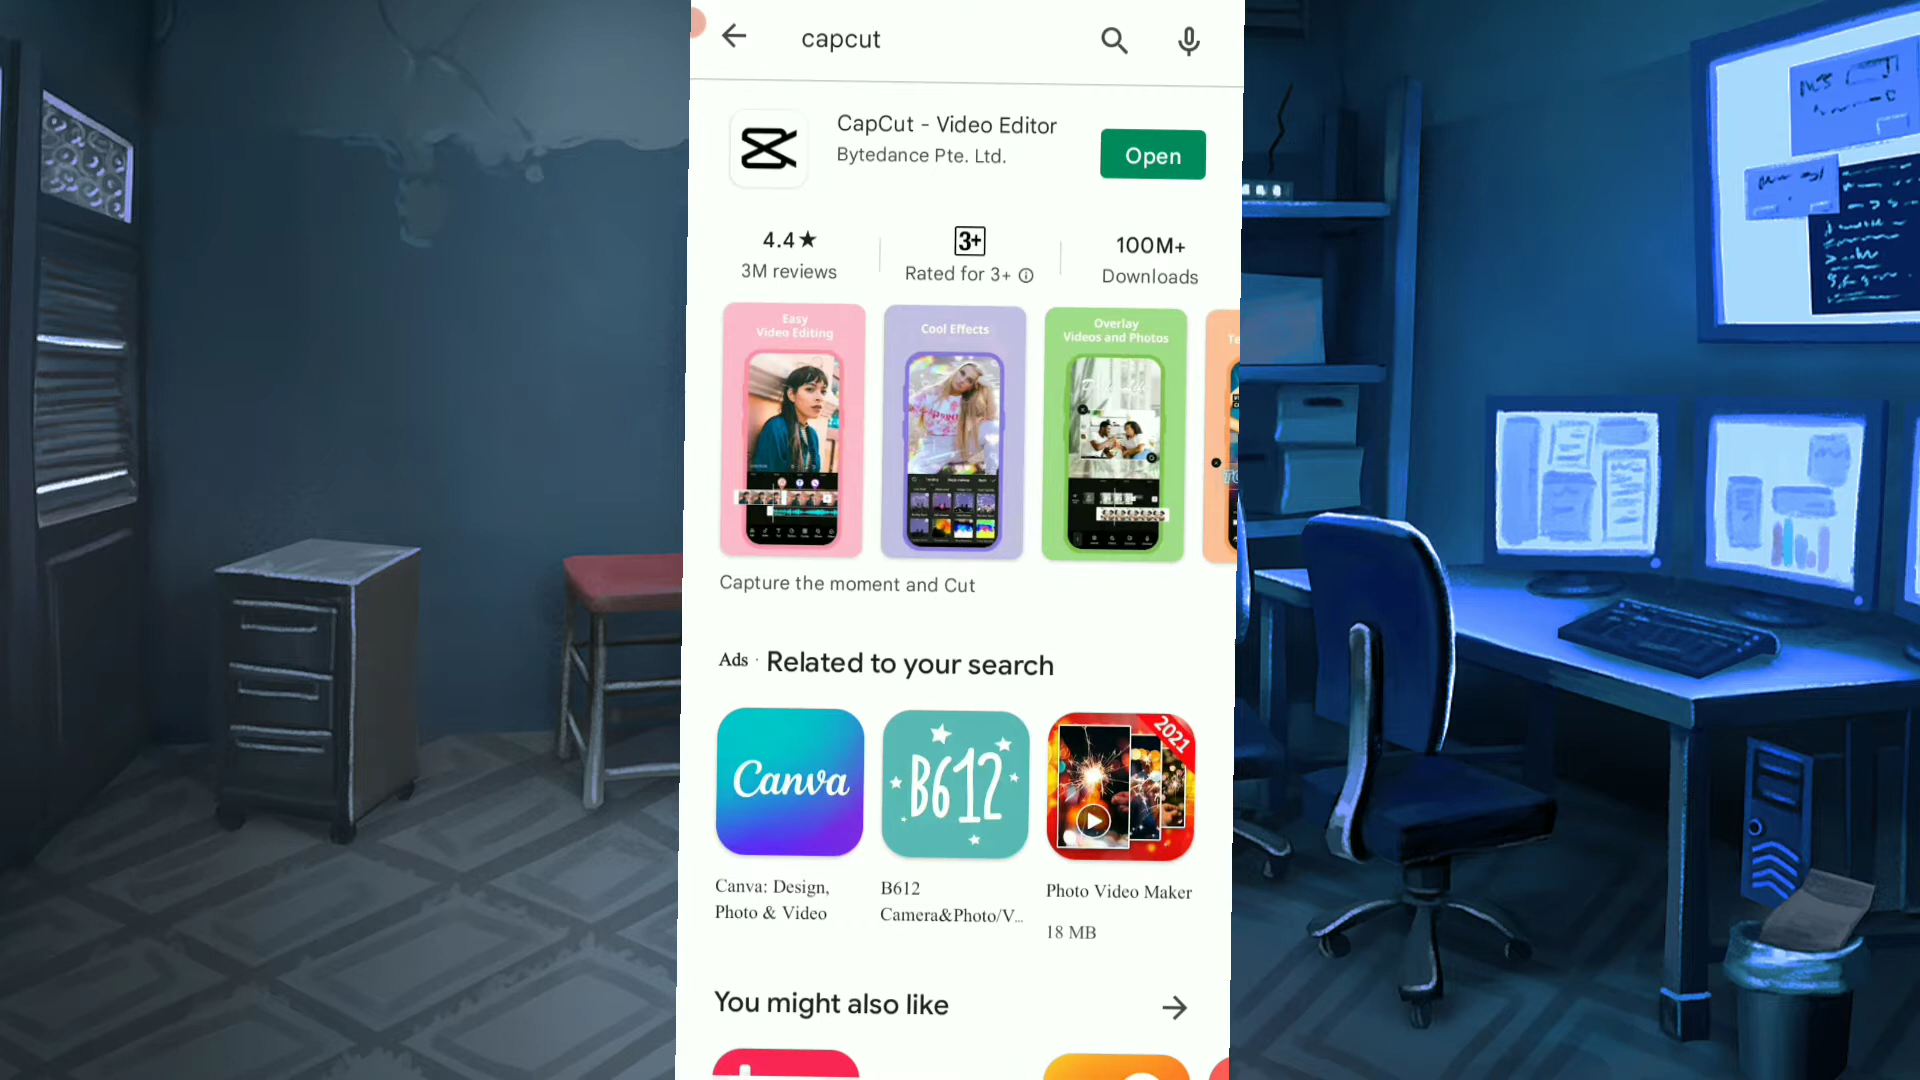 capcut
CapCut - Video Editor
Bytedance Pte. Ltd.
Open
4.4★
3M reviews
3+
Rated for 3+
100M+
Downloads
Easy
Video Editing
Cool Effects
Overlay
Videos and Photos
Te
Capture the moment and Cut
Ads · Related to your search
Canva
B612
2021
Canva: Design,
Photo & Video
B612
Camera&Photo/V...
Photo Video Maker
18 MB
You might also like